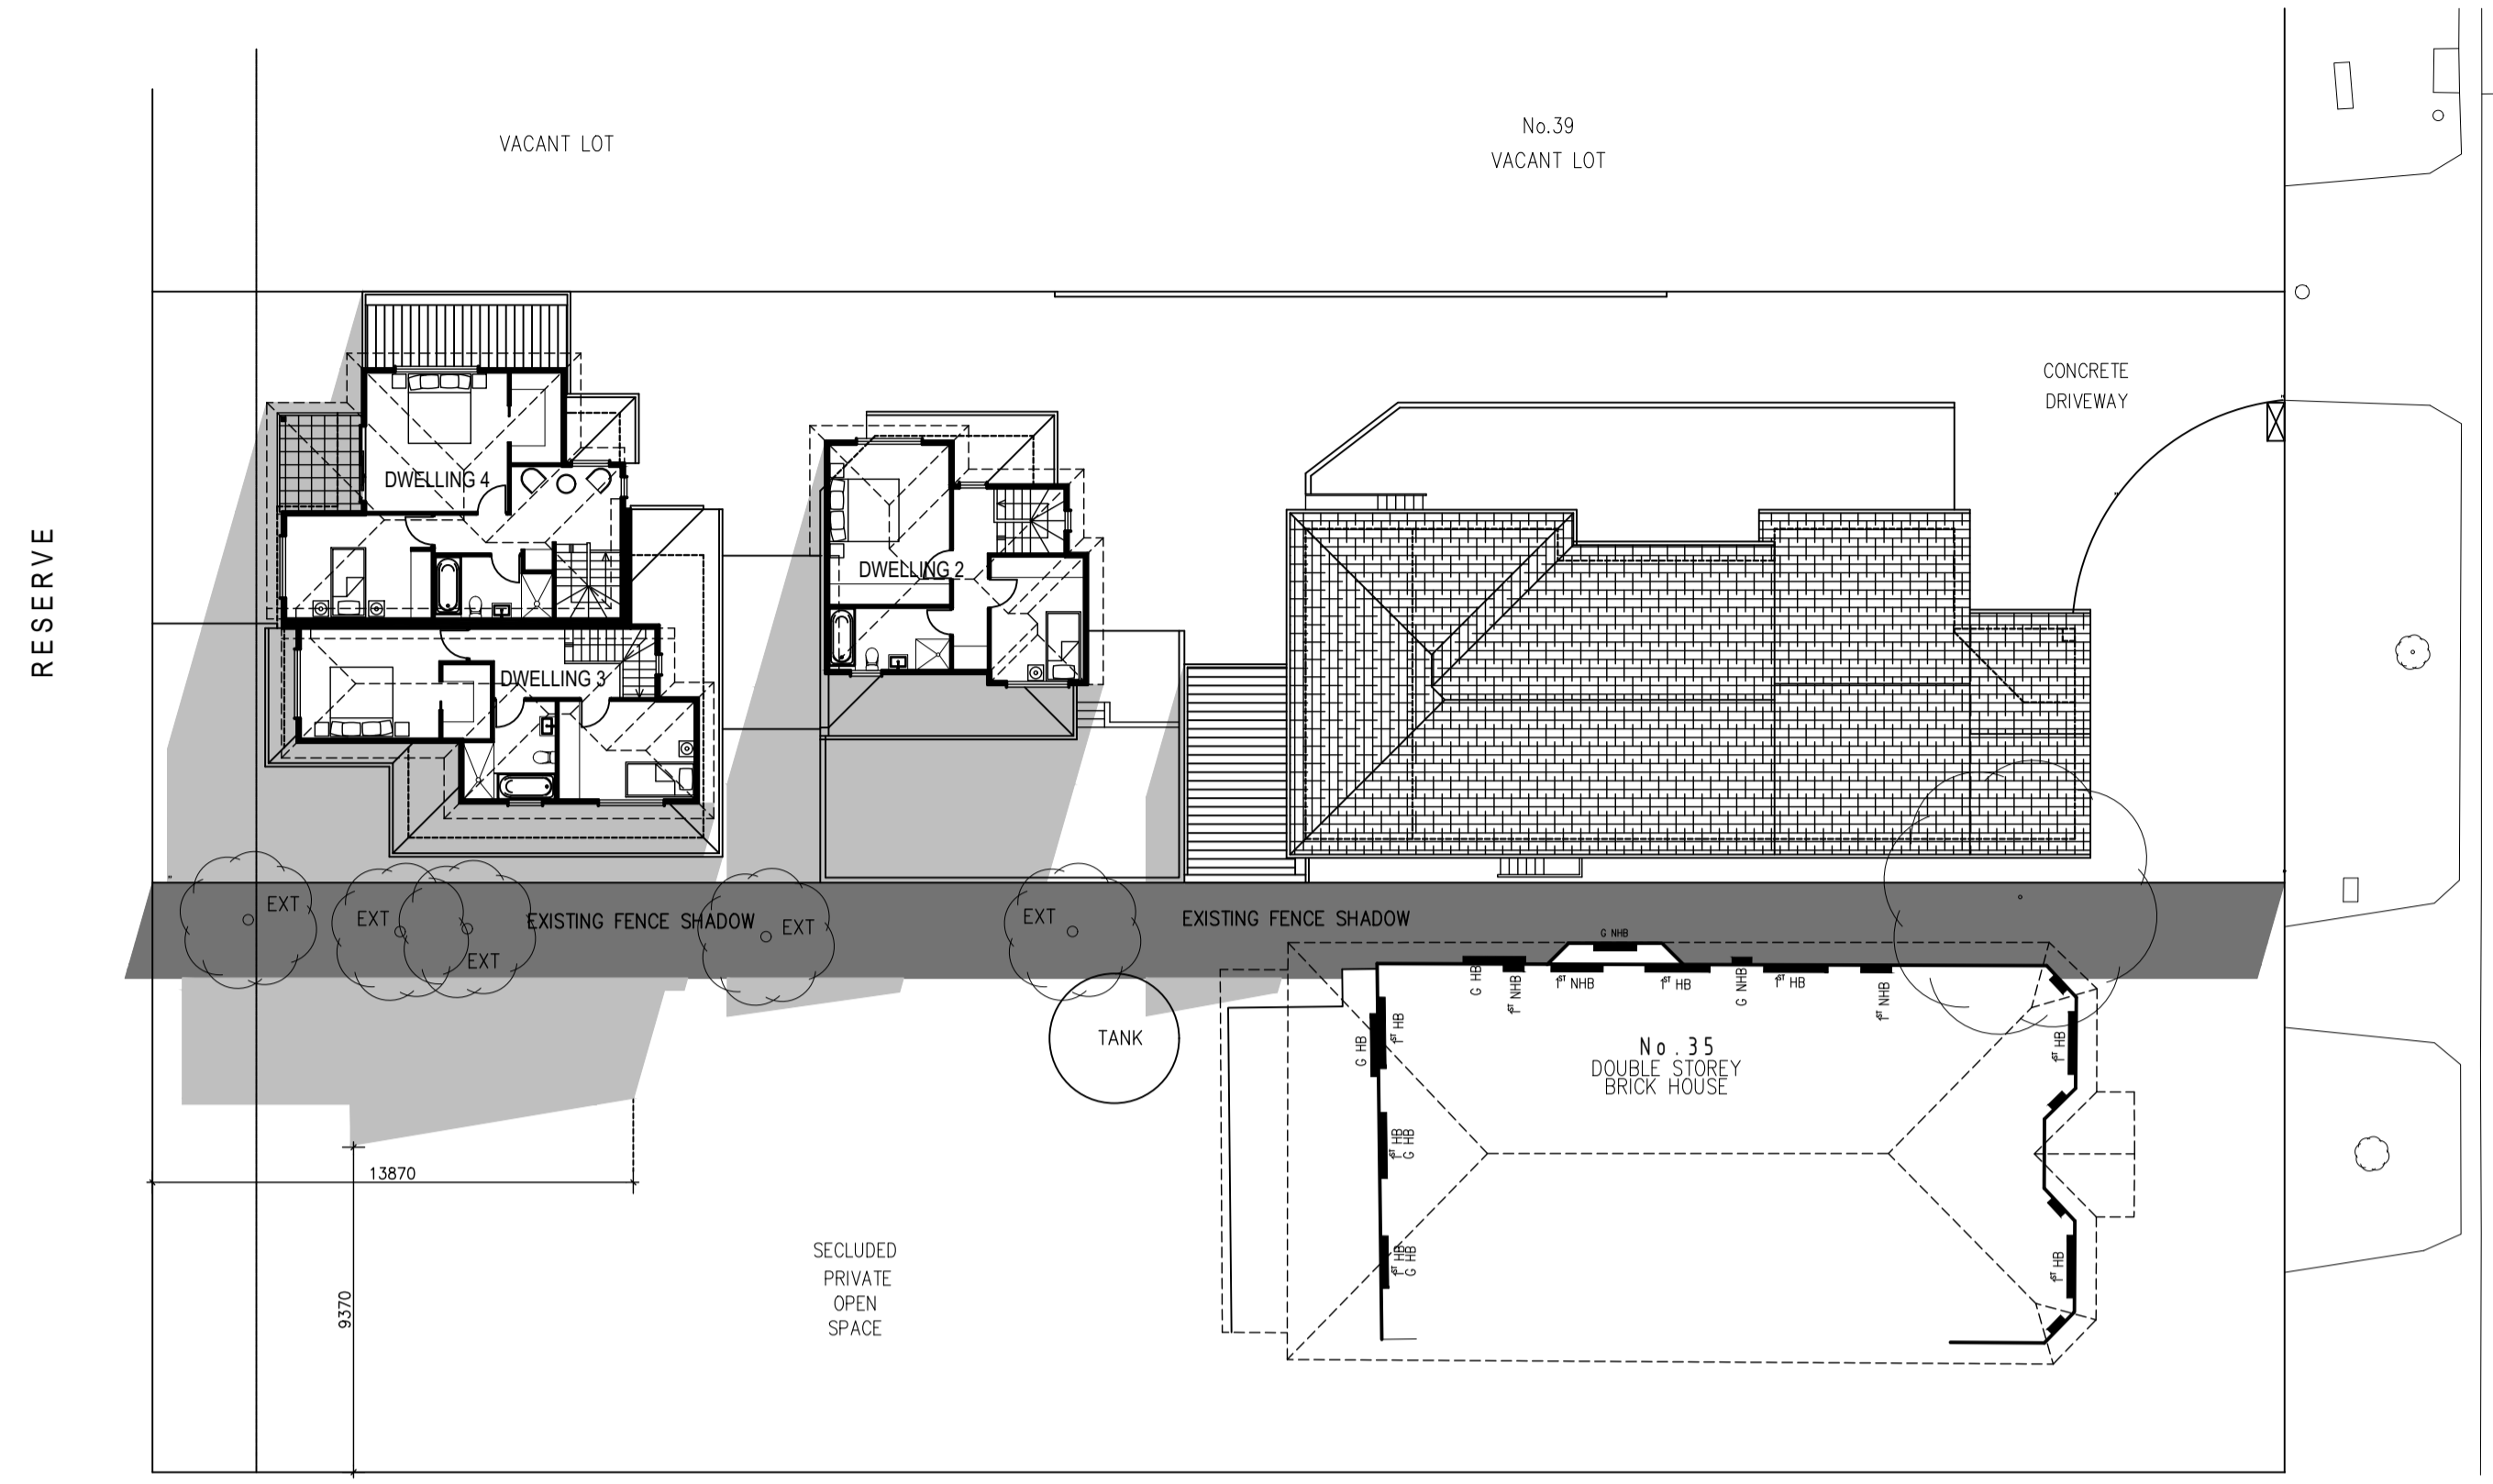 No.39
VACANT LOT
VACANT LOT
CONCRETE
DRIVEWAY
DWELLING 4
DWELLING 2
RESERVE
DWELLING 3
EXT
EXT
EXISTING FENCE SHADOW
EXT
EXT
EXISTING FENCE SHADOW
EXT
G NHB
G HB
1ST NHB
1ST NHB
1ST HB
G NHB
1ST HB
1ST NHB
G HB
1ST HB
TANK
No.35
DOUBLE STOREY
BRICK HOUSE
1ST HB
1ST HB
G HB
13870
SECLUDED
PRIVATE
OPEN
SPACE
9370
1ST HB
G HB
1ST HB